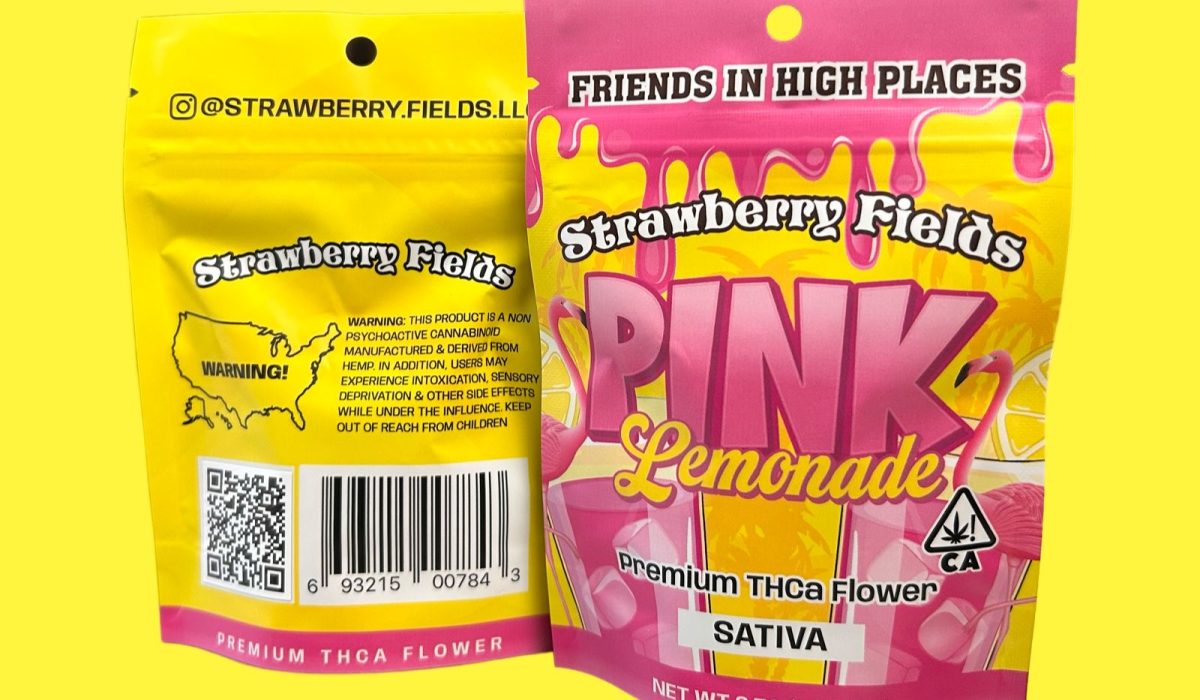 @STRAWBERRY.FIELDS.LL
Strawberry Fields
WARNING!
WARNING: THIS PRODUCT IS A NON
PSYCHOACTIVE CANNABINOID
MANUFACTURED & DERIVED FROM
HEMP. IN ADDITION, USERS MAY
EXPERIENCE INTOXICATION, SENSORY
DEPRIVATION & OTHER SIDE EFFECTS
WHILE UNDER THE INFLUENCE. KEEP
OUT OF REACH FROM CHILDREN
6 93215 00784 3
PREMIUM THCA FLOWER
FRIENDS IN HIGH PLACES
Strawberry Fields
PINK
Lemonade
CA
Premium THCa Flower
SATIVA
NET WT